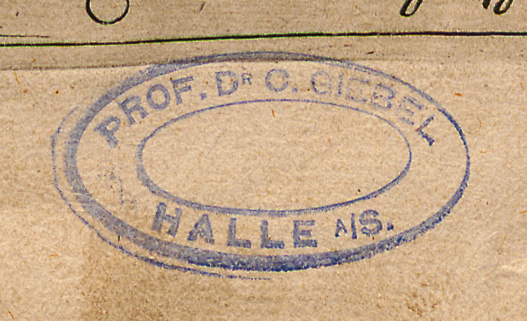 PROF. DR C. GIEBEL.
HALLE A/S.